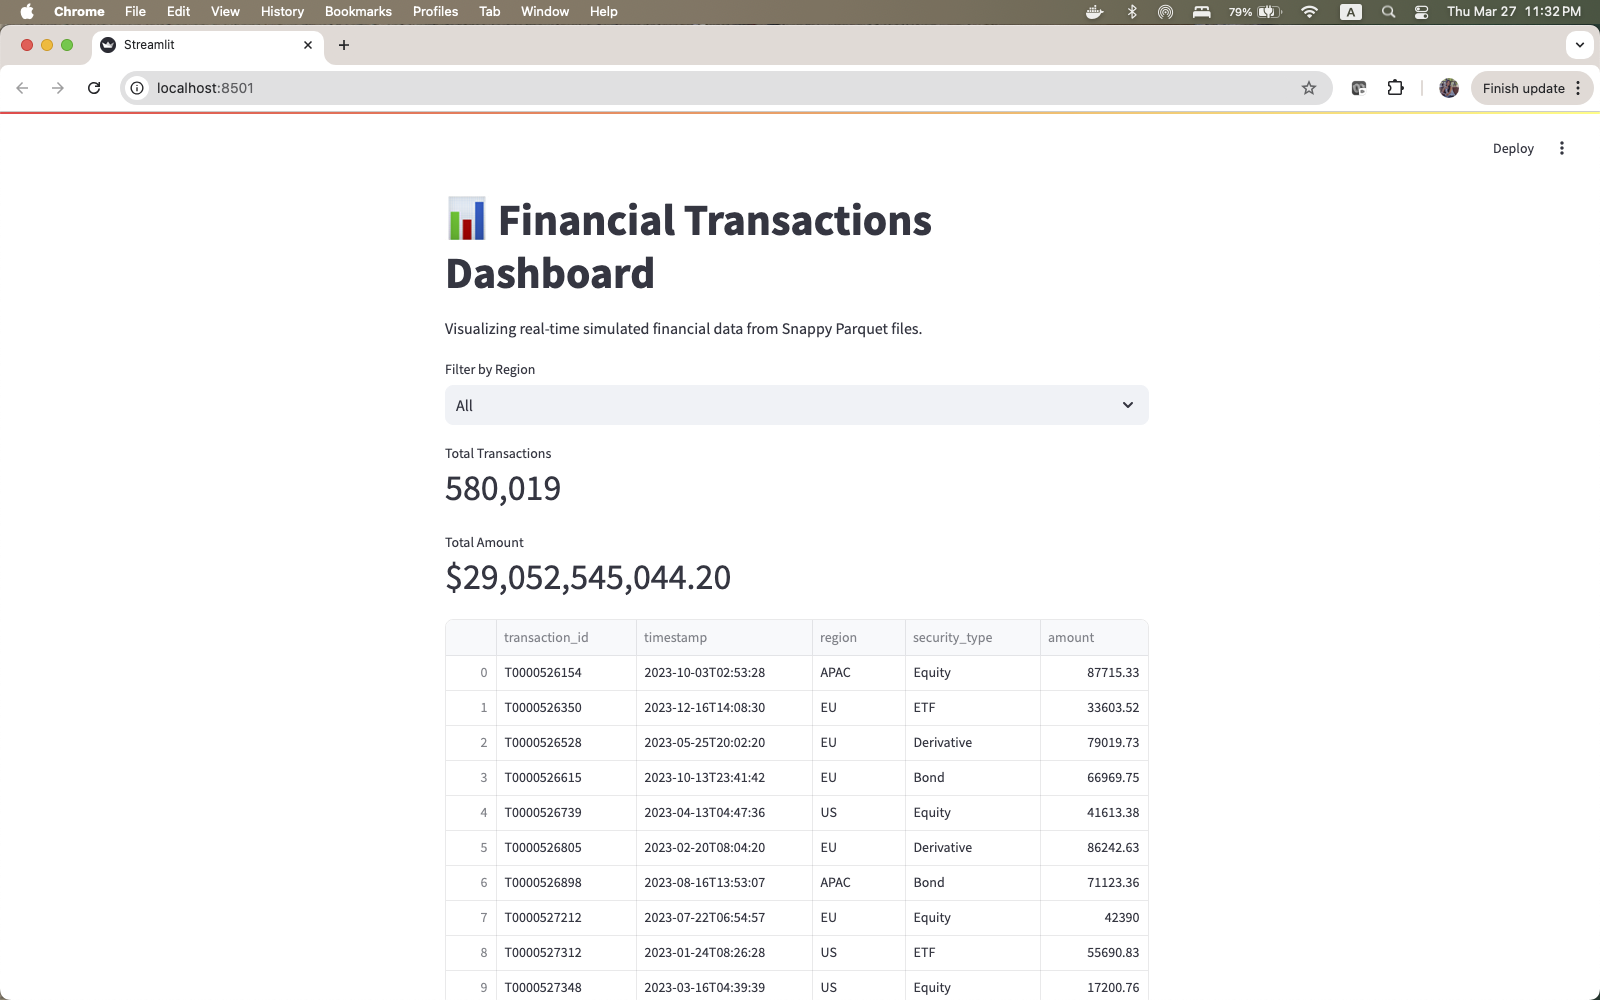 Chrome File Edit View History Bookmarks Profiles Tab Window Help 79% A Thu Mar 27 11:32 PM
Streamlit
localhost:8501 Finish update
Deploy
Financial Transactions
Dashboard
Visualizing real-time simulated financial data from Snappy Parquet files.
Filter by Region
All
Total Transactions
580,019
Total Amount
$29,052,545,044.20
transaction_id timestamp region security_type amount
0 T0000526154 2023-10-03T02:53:28 APAC Equity 87715.33
1 T0000526350 2023-12-16T14:08:30 EU ETF 33603.52
2 T0000526528 2023-05-25T20:02:20 EU Derivative 79019.73
3 T0000526615 2023-10-13T23:41:42 EU Bond 66969.75
4 T0000526739 2023-04-13T04:47:36 US Equity 41613.38
5 T0000526805 2023-02-20T08:04:20 EU Derivative 86242.63
6 T0000526898 2023-08-16T13:53:07 APAC Bond 71123.36
7 T0000527212 2023-07-22T06:54:57 EU Equity 42390
8 T0000527312 2023-01-24T08:26:28 US ETF 55690.83
9 T0000527348 2023-03-16T04:39:39 US Equity 17200.76